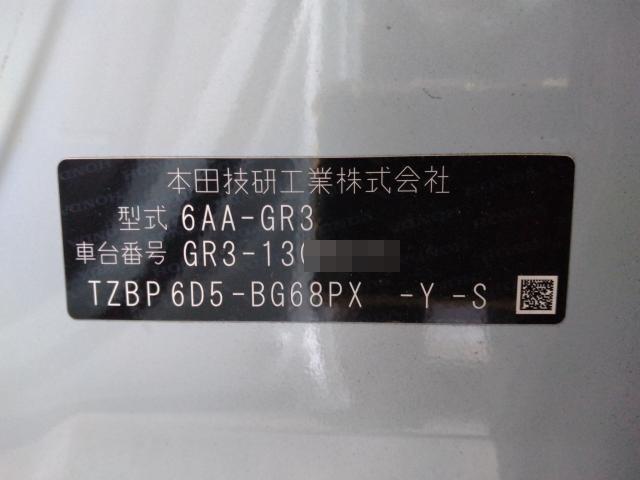 本田技研工業株式会社
型式 6AA-GR3
車台番号 GR3-130
TZBP 6D5-BG68PX -Y -S